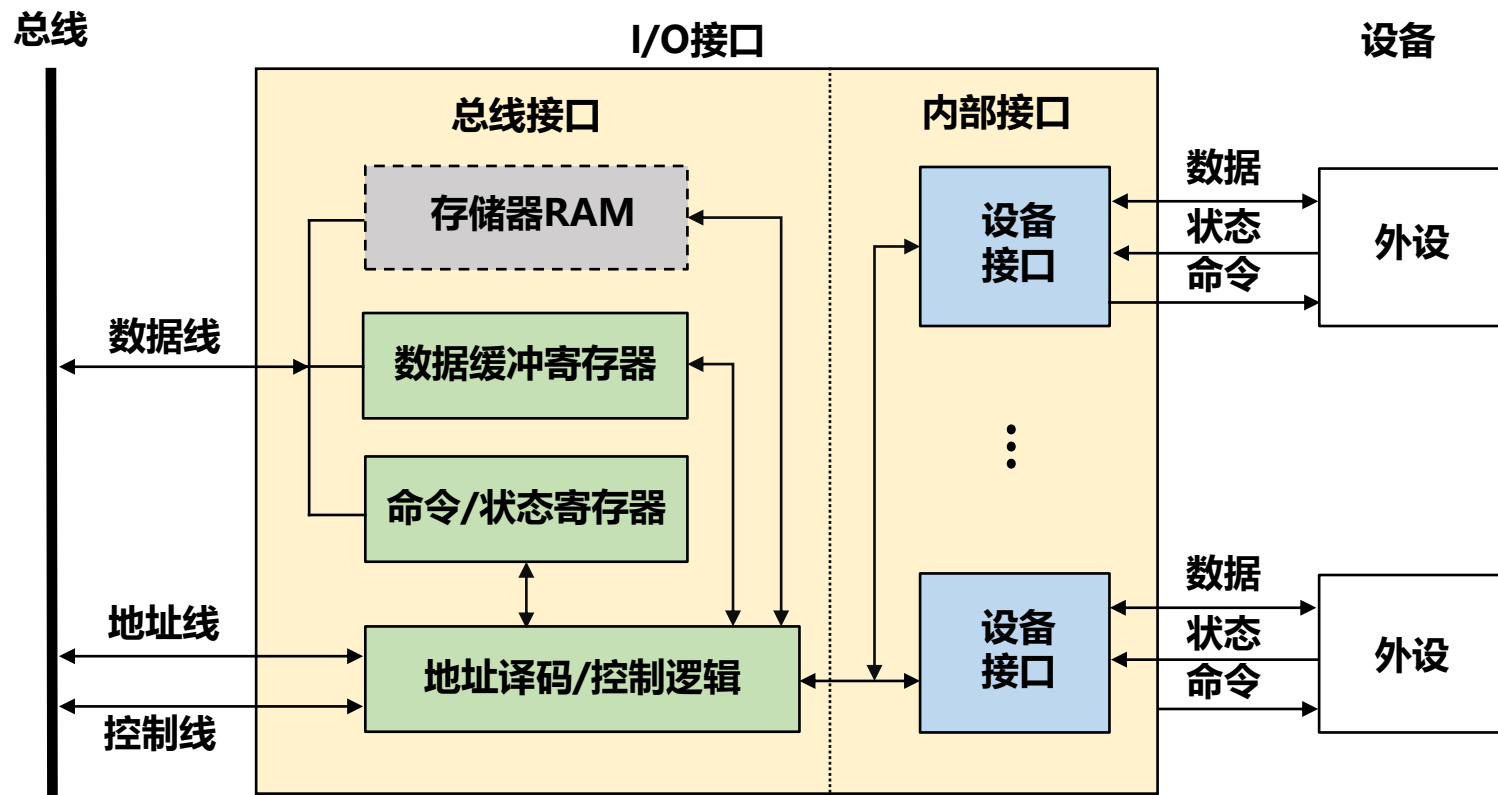 总线
I/O接口
设备
总线接口
内部接口
存储器RAM
设备
接口
数据
状态
命令
外设
数据线
数据缓冲寄存器
命令/状态寄存器
地址线
地址译码/控制逻辑
控制线
设备
接口
数据
状态
命令
外设